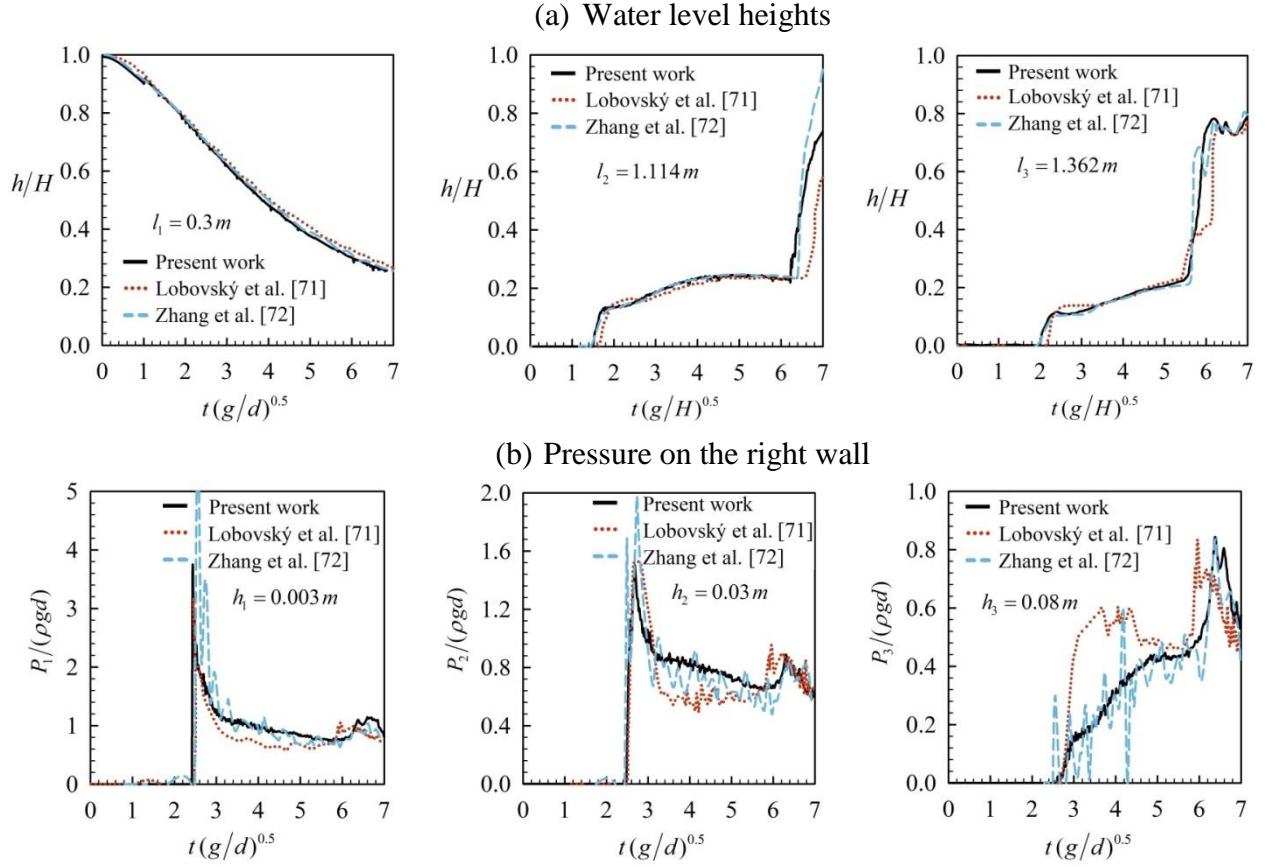 (a) Water level heights
1.0
0.8
0.6
0.4
0.2
0.0
h/H
l₁ = 0.3 m
Present work
Lobovský et al. [71]
Zhang et al. [72]
0 1 2 3 4 5 6 7
t (g/d)^0.5
1.0
0.8
0.6
0.4
0.2
0.0
h/H
Present work
Lobovský et al. [71]
Zhang et al. [72]
l₂ = 1.114 m
0 1 2 3 4 5 6 7
t (g/H)^0.5
1.0
0.8
0.6
0.4
0.2
0.0
h/H
Present work
Lobovský et al. [71]
Zhang et al. [72]
l₃ = 1.362 m
0 1 2 3 4 5 6 7
t (g/H)^0.5
(b) Pressure on the right wall
5
4
3
2
1
0
P₁/(ρgd)
Present work
Lobovský et al. [71]
Zhang et al. [72]
h₁ = 0.003 m
0 1 2 3 4 5 6 7
t (g/d)^0.5
2.0
1.6
1.2
0.8
0.4
0.0
P₂/(ρgd)
Present work
Lobovský et al. [71]
Zhang et al. [72]
h₂ = 0.03 m
0 1 2 3 4 5 6 7
t (g/d)^0.5
1.0
0.8
0.6
0.4
0.2
0.0
P₃/(ρgd)
Present work
Lobovský et al. [71]
Zhang et al. [72]
h₃ = 0.08 m
0 1 2 3 4 5 6 7
t (g/d)^0.5